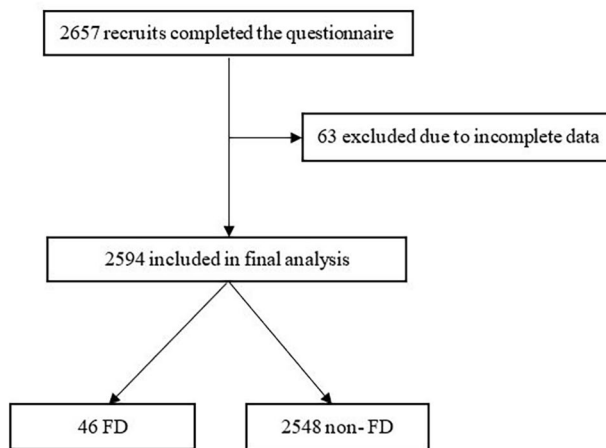 2657 recruits completed the questionnaire
63 excluded due to incomplete data
2594 included in final analysis
46 FD
2548 non- FD